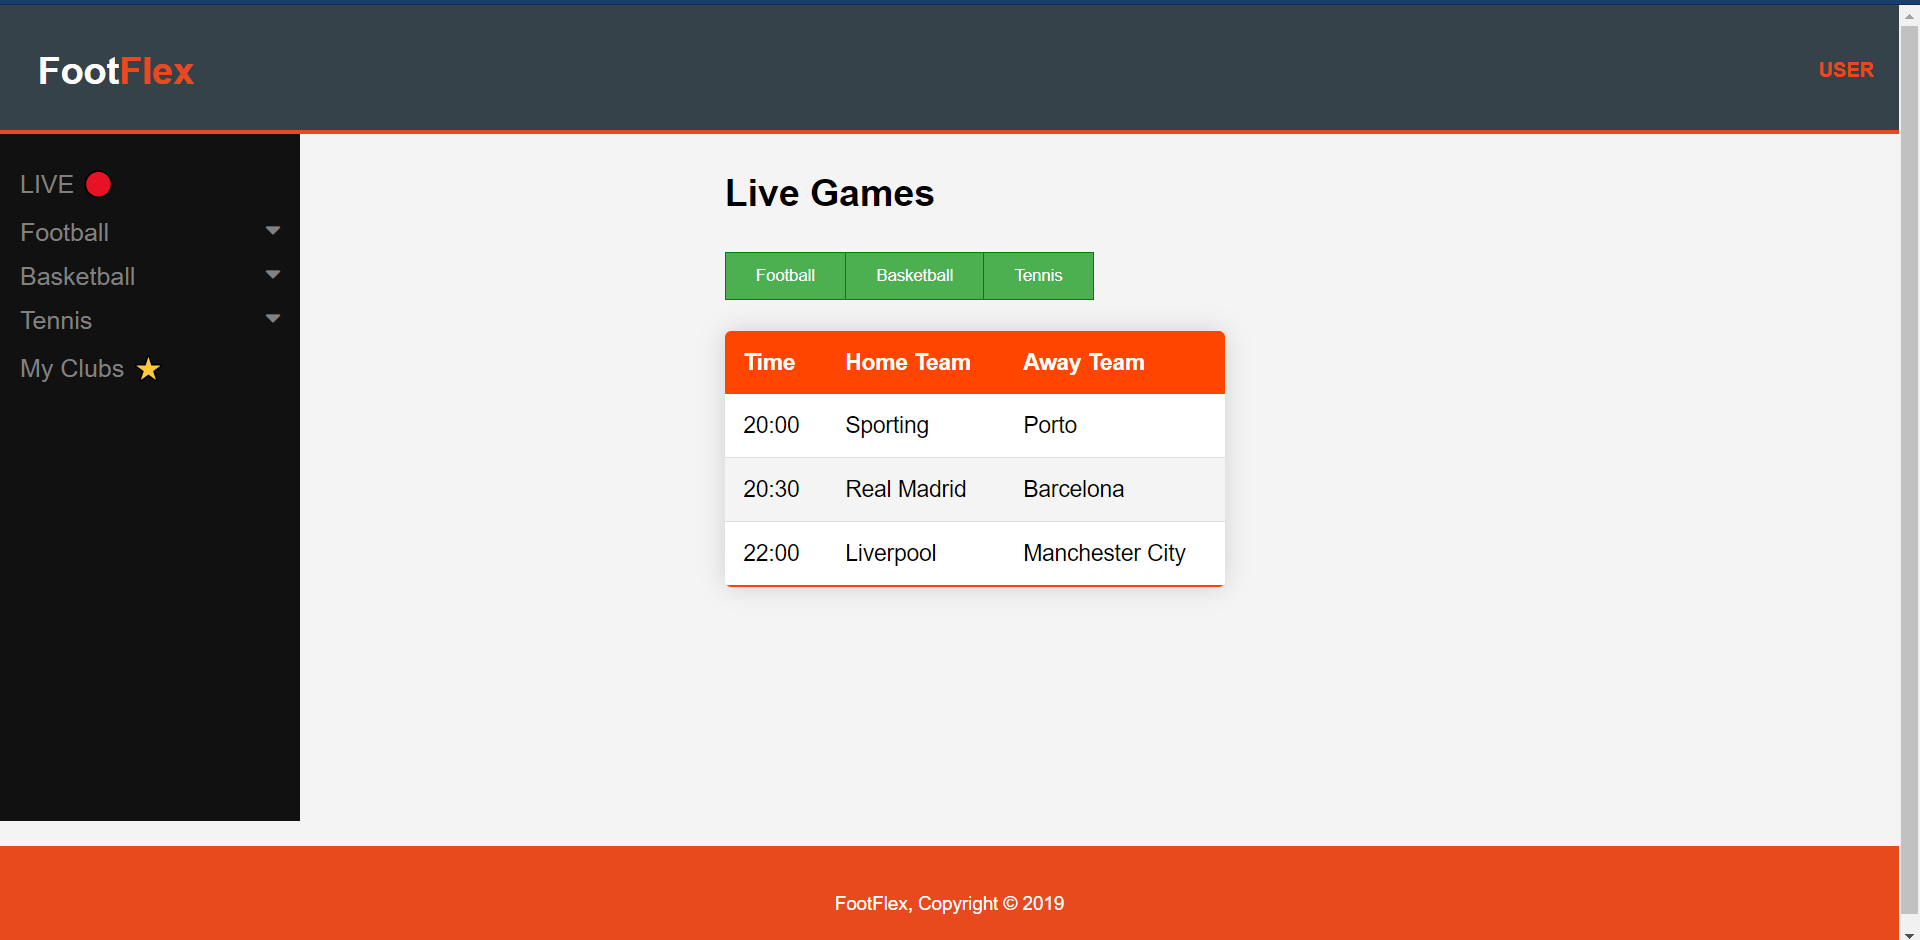 FootFlex
USER
LIVE
Football
Basketball
Tennis
My Clubs
Live Games
Football Basketball Tennis
Time Home Team Away Team
20:00 Sporting Porto
20:30 Real Madrid Barcelona
22:00 Liverpool Manchester City
FootFlex, Copyright © 2019